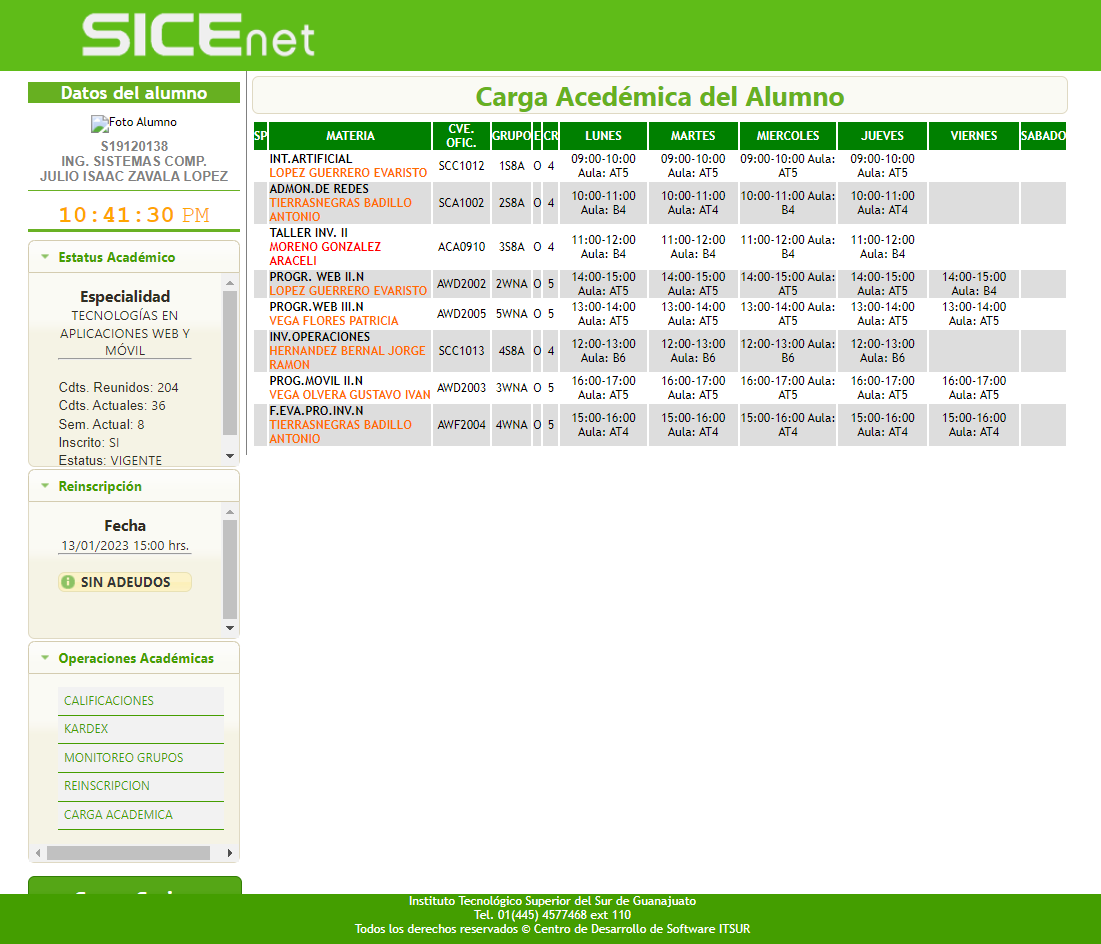 SICEnet
Datos del alumno
Foto Alumno
S19120138
ING. SISTEMAS COMP.
JULIO ISAAC ZAVALA LOPEZ
10:41:30 PM
Estatus Académico
Especialidad
TECNOLOGÍAS EN
APLICACIONES WEB Y
MÓVIL
Cdts. Reunidos: 204
Cdts. Actuales: 36
Sem. Actual: 8
Inscrito: SI
Estatus: VIGENTE
Reinscripción
Fecha
13/01/2023 15:00 hrs.
SIN ADEUDOS
Operaciones Académicas
CALIFICACIONES
KARDEX
MONITOREO GRUPOS
REINSCRIPCION
CARGA ACADEMICA
Carga Acedémica del Alumno
SP MATERIA CVE. OFIC. GRUPO E CR LUNES MARTES MIERCOLES JUEVES VIERNES SABADO
INT.ARTIFICIAL
LOPEZ GUERRERO EVARISTO
SCC1012 1S8A O 4 09:00-10:00 Aula: AT5 09:00-10:00 Aula: AT5 09:00-10:00 Aula: AT5 09:00-10:00 Aula: AT5
ADMON.DE REDES
TIERRASNEGRAS BADILLO
ANTONIO
SCA1002 2S8A O 4 10:00-11:00 Aula: B4 10:00-11:00 Aula: AT4 10:00-11:00 Aula: B4 10:00-11:00 Aula: AT4
TALLER INV. II
MORENO GONZALEZ
ARACELI
ACA0910 3S8A O 4 11:00-12:00 Aula: B4 11:00-12:00 Aula: B4 11:00-12:00 Aula: B4 11:00-12:00 Aula: B4
PROGR. WEB II.N
LOPEZ GUERRERO EVARISTO
AWD2002 2WNA O 5 14:00-15:00 Aula: AT5 14:00-15:00 Aula: AT5 14:00-15:00 Aula: AT5 14:00-15:00 Aula: AT5 14:00-15:00 Aula: B4
PROGR.WEB III.N
VEGA FLORES PATRICIA
AWD2005 5WNA O 5 13:00-14:00 Aula: AT5 13:00-14:00 Aula: AT5 13:00-14:00 Aula: AT5 13:00-14:00 Aula: AT5 13:00-14:00 Aula: AT5
INV.OPERACIONES
HERNANDEZ BERNAL JORGE
RAMON
SCC1013 4S8A O 4 12:00-13:00 Aula: B6 12:00-13:00 Aula: B6 12:00-13:00 Aula: B6 12:00-13:00 Aula: B6
PROG.MOVIL II.N
VEGA OLVERA GUSTAVO IVAN
AWD2003 3WNA O 5 16:00-17:00 Aula: AT5 16:00-17:00 Aula: AT5 16:00-17:00 Aula: AT5 16:00-17:00 Aula: AT5 16:00-17:00 Aula: AT5
F.EVA.PRO.INV.N
TIERRASNEGRAS BADILLO
ANTONIO
AWF2004 4WNA O 5 15:00-16:00 Aula: AT4 15:00-16:00 Aula: AT4 15:00-16:00 Aula: AT4 15:00-16:00 Aula: AT4 15:00-16:00 Aula: AT4
Instituto Tecnológico Superior del Sur de Guanajuato
Tel. 01(445) 4577468 ext 110
Todos los derechos reservados © Centro de Desarrollo de Software ITSUR